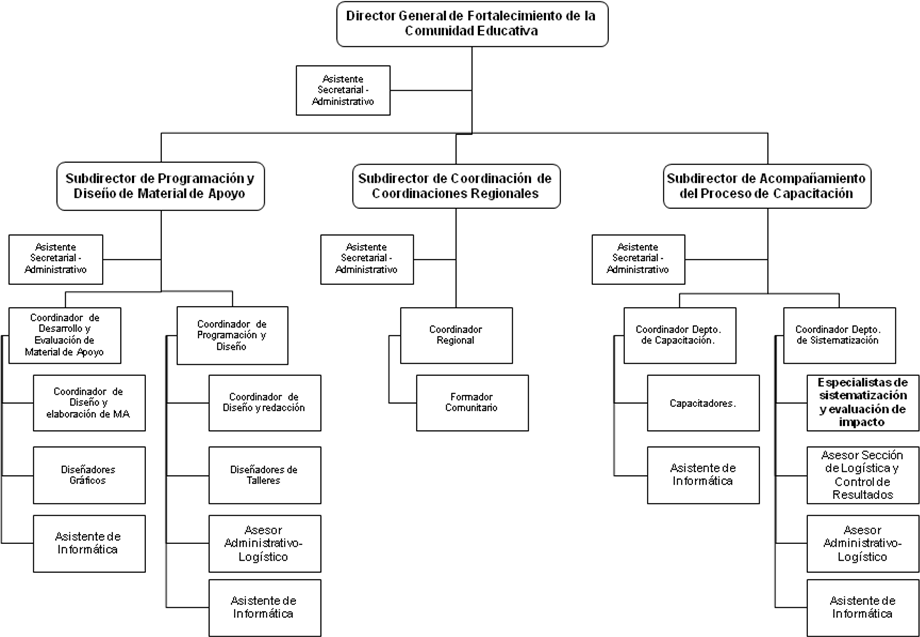 Director General de Fortalecimiento de la
Comunidad Educativa
Asistente
Secretarial -
Administrativo
Subdirector de Programación y
Diseño de Material de Apoyo
Asistente
Secretarial -
Administrativo
Coordinador de
Desarrollo y
Evaluación de
Material de Apoyo
Coordinador de
Diseño y
elaboración de MA
Diseñadores
Gráficos
Asistente de
Informática
Coordinador de
Programación y
Diseño
Coordinador de
Diseño y redacción
Diseñadores de
Talleres
Asesor
Administrativo-
Logístico
Asistente de
Informática
Subdirector de Coordinación de
Coordinaciones Regionales
Asistente
Secretarial -
Administrativo
Coordinador
Regional
Formador
Comunitario
Subdirector de Acompañamiento
del Proceso de Capacitación
Asistente
Secretarial -
Administrativo
Coordinador Depto.
de Capacitación.
Capacitadores.
Asistente de
Informática
Coordinador Depto.
de Sistematización
Especialistas de
sistematización
y evaluación de
impacto
Asesor Sección
de Logística y
Control de
Resultados
Asesor
Administrativo-
Logístico
Asistente de
Informática